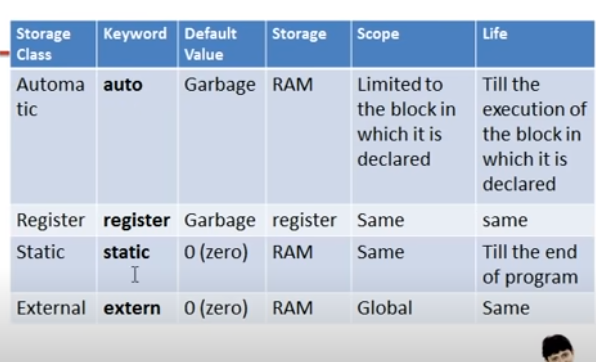 Storage Class | Keyword | Default Value | Storage | Scope | Life
Automatic | auto | Garbage | RAM | Limited to the block in which it is declared | Till the execution of the block in which it is declared
Register | register | Garbage | register | Same | same
Static | static | 0 (zero) | RAM | Same | Till the end of program
External | extern | 0 (zero) | RAM | Global | Same